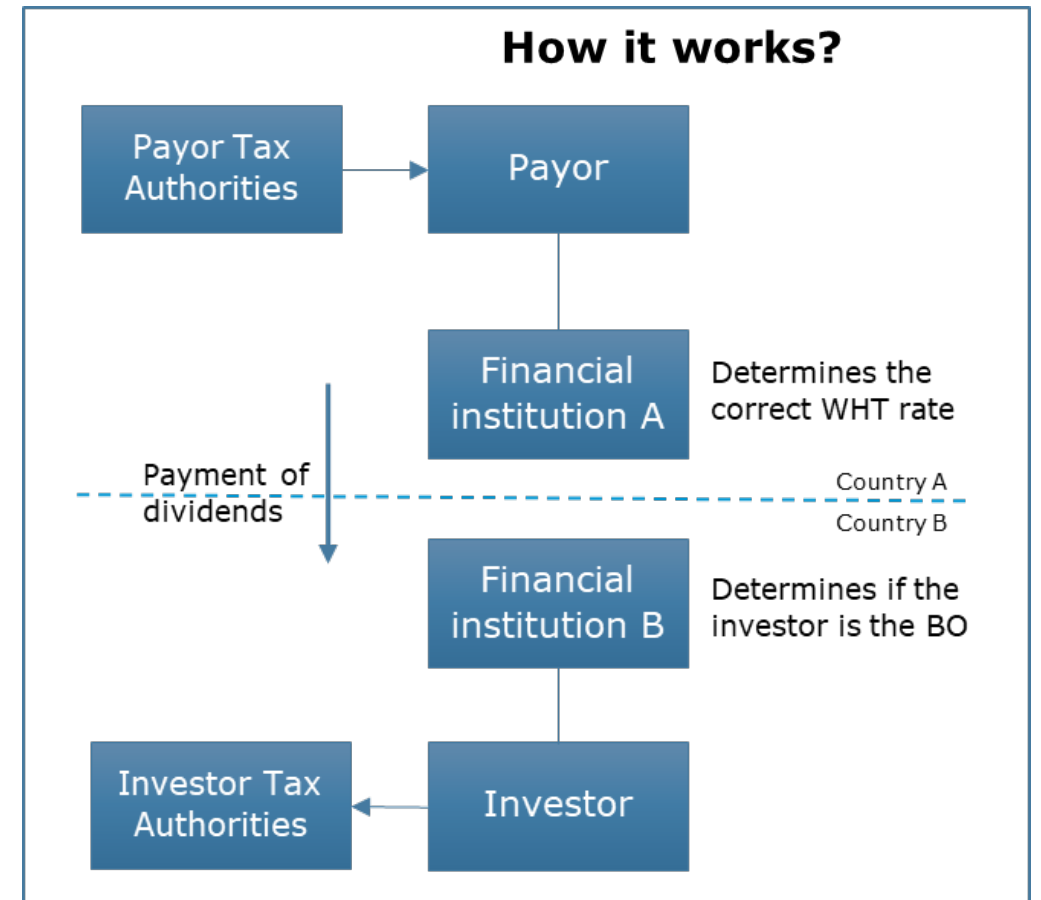 How it works?
Payor Tax
Authorities
Payor
Financial
institution A
Determines the
correct WHT rate
Payment of
dividends
Country A
Country B
Financial
institution B
Determines if the
investor is the BO
Investor Tax
Authorities
Investor